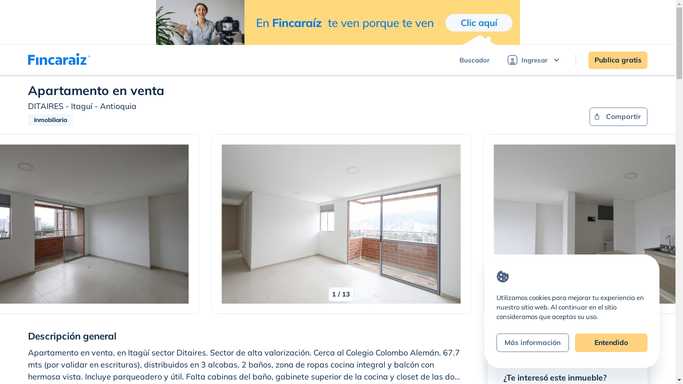 En Fincaraíz te ven porque te ven
Clic aquí
Fincaraiz
Buscador
Ingresar
Publica gratis
Apartamento en venta
DITAIRES - Itaguí - Antioquia
Inmobiliaria
Compartir
1 / 13
Utilizamos cookies para mejorar tu experiencia en
nuestro sitio web. Al continuar en el sitio
consideramos que aceptas su uso.
Más información
Entendido
Descripción general
Apartamento en venta, en Itagüí sector Ditaires. Sector de alta valorización. Cerca al Colegio Colombo Alemán. 67.7
mts (por validar en escrituras), distribuidos en 3 alcobas, 2 baños, zona de ropas cocina integral y balcón con
hermosa vista. Incluye parqueadero y útil. Falta cabinas del baño, gabinete superior de la cocina y closet de las do...
¿Te interesó este inmueble?